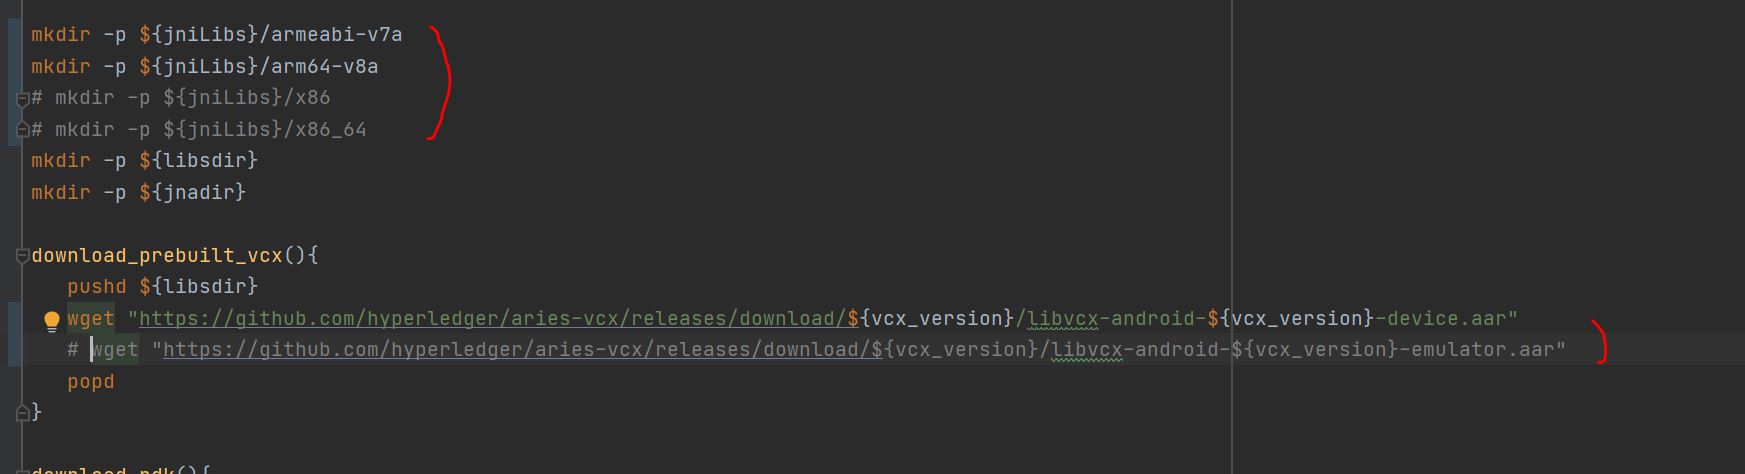 mkdir -p ${jniLibs}/armeabi-v7a
mkdir -p ${jniLibs}/arm64-v8a
# mkdir -p ${jniLibs}/x86
# mkdir -p ${jniLibs}/x86_64
mkdir -p ${libsdir}
mkdir -p ${jnadir}
download_prebuilt_vcx(){
pushd ${libsdir}
wget "https://github.com/hyperledger/aries-vcx/releases/download/${vcx_version}/libvcx-android-${vcx_version}-device.aar"
# wget "https://github.com/hyperledger/aries-vcx/releases/download/${vcx_version}/libvcx-android-${vcx_version}-emulator.aar"
popd
}